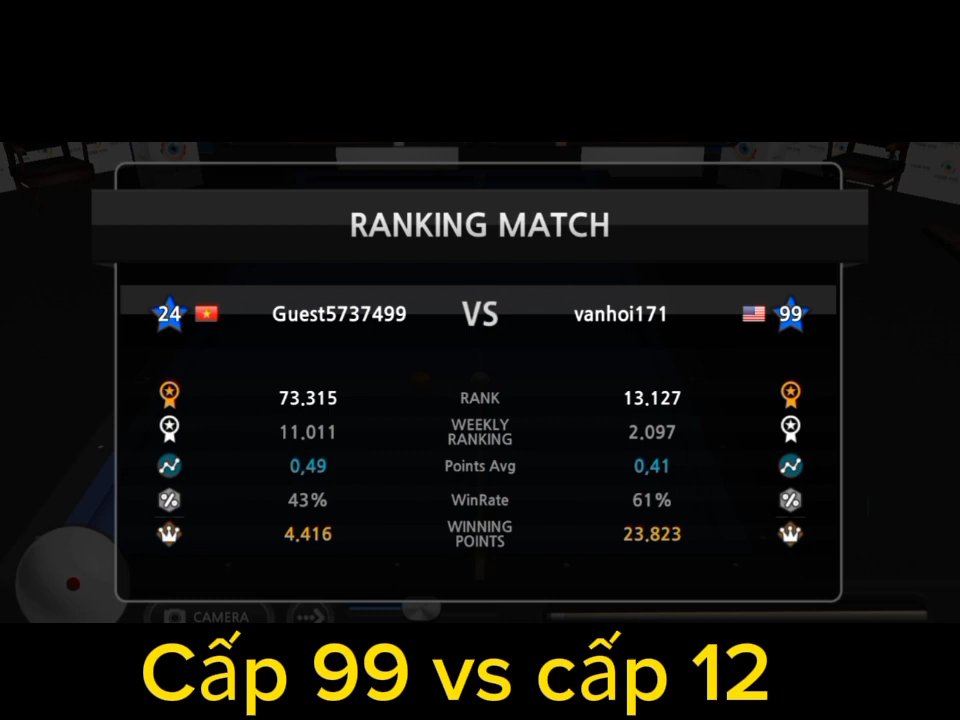 RANKING MATCH
24 Guest5737499 VS vanhoi171 99
73.315 RANK 13.127
11.011 WEEKLY RANKING 2.097
0,49 Points Avg 0,41
% 43% WinRate 61% %
4.416 WINNING POINTS 23.823
CAMERA
Cấp 99 vs cấp 12